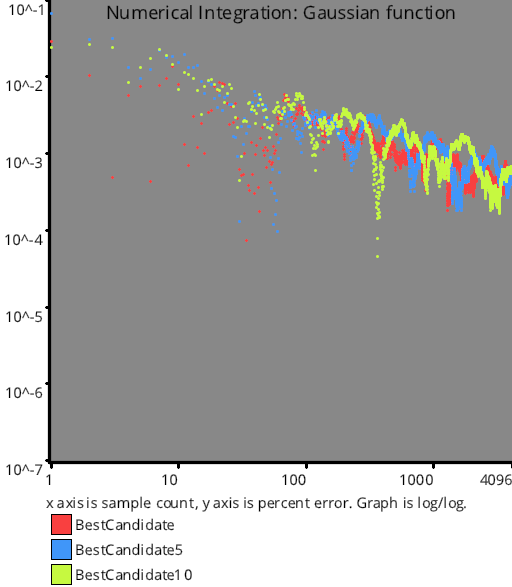 Numerical Integration: Gaussian function
10^-1
10^-2
10^-3
10^-4
10^-5
10^-6
10^-7
1 10 100 1000 4096
x axis is sample count, y axis is percent error. Graph is log/log.
BestCandidate
BestCandidate5
BestCandidate10